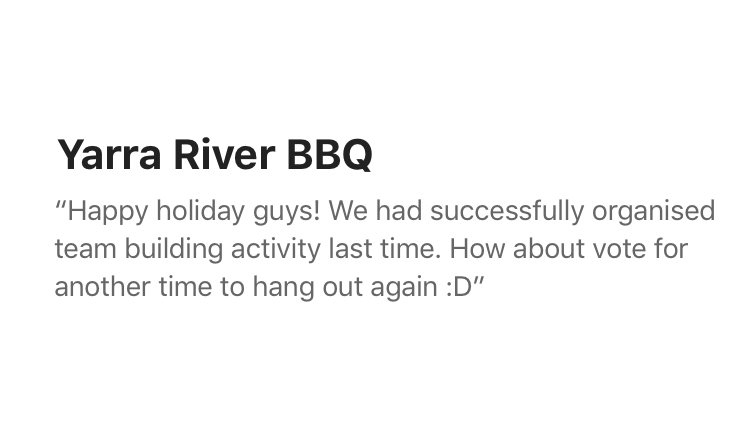 Yarra River BBQ
“Happy holiday guys! We had successfully organised
team building activity last time. How about vote for
another time to hang out again :D”